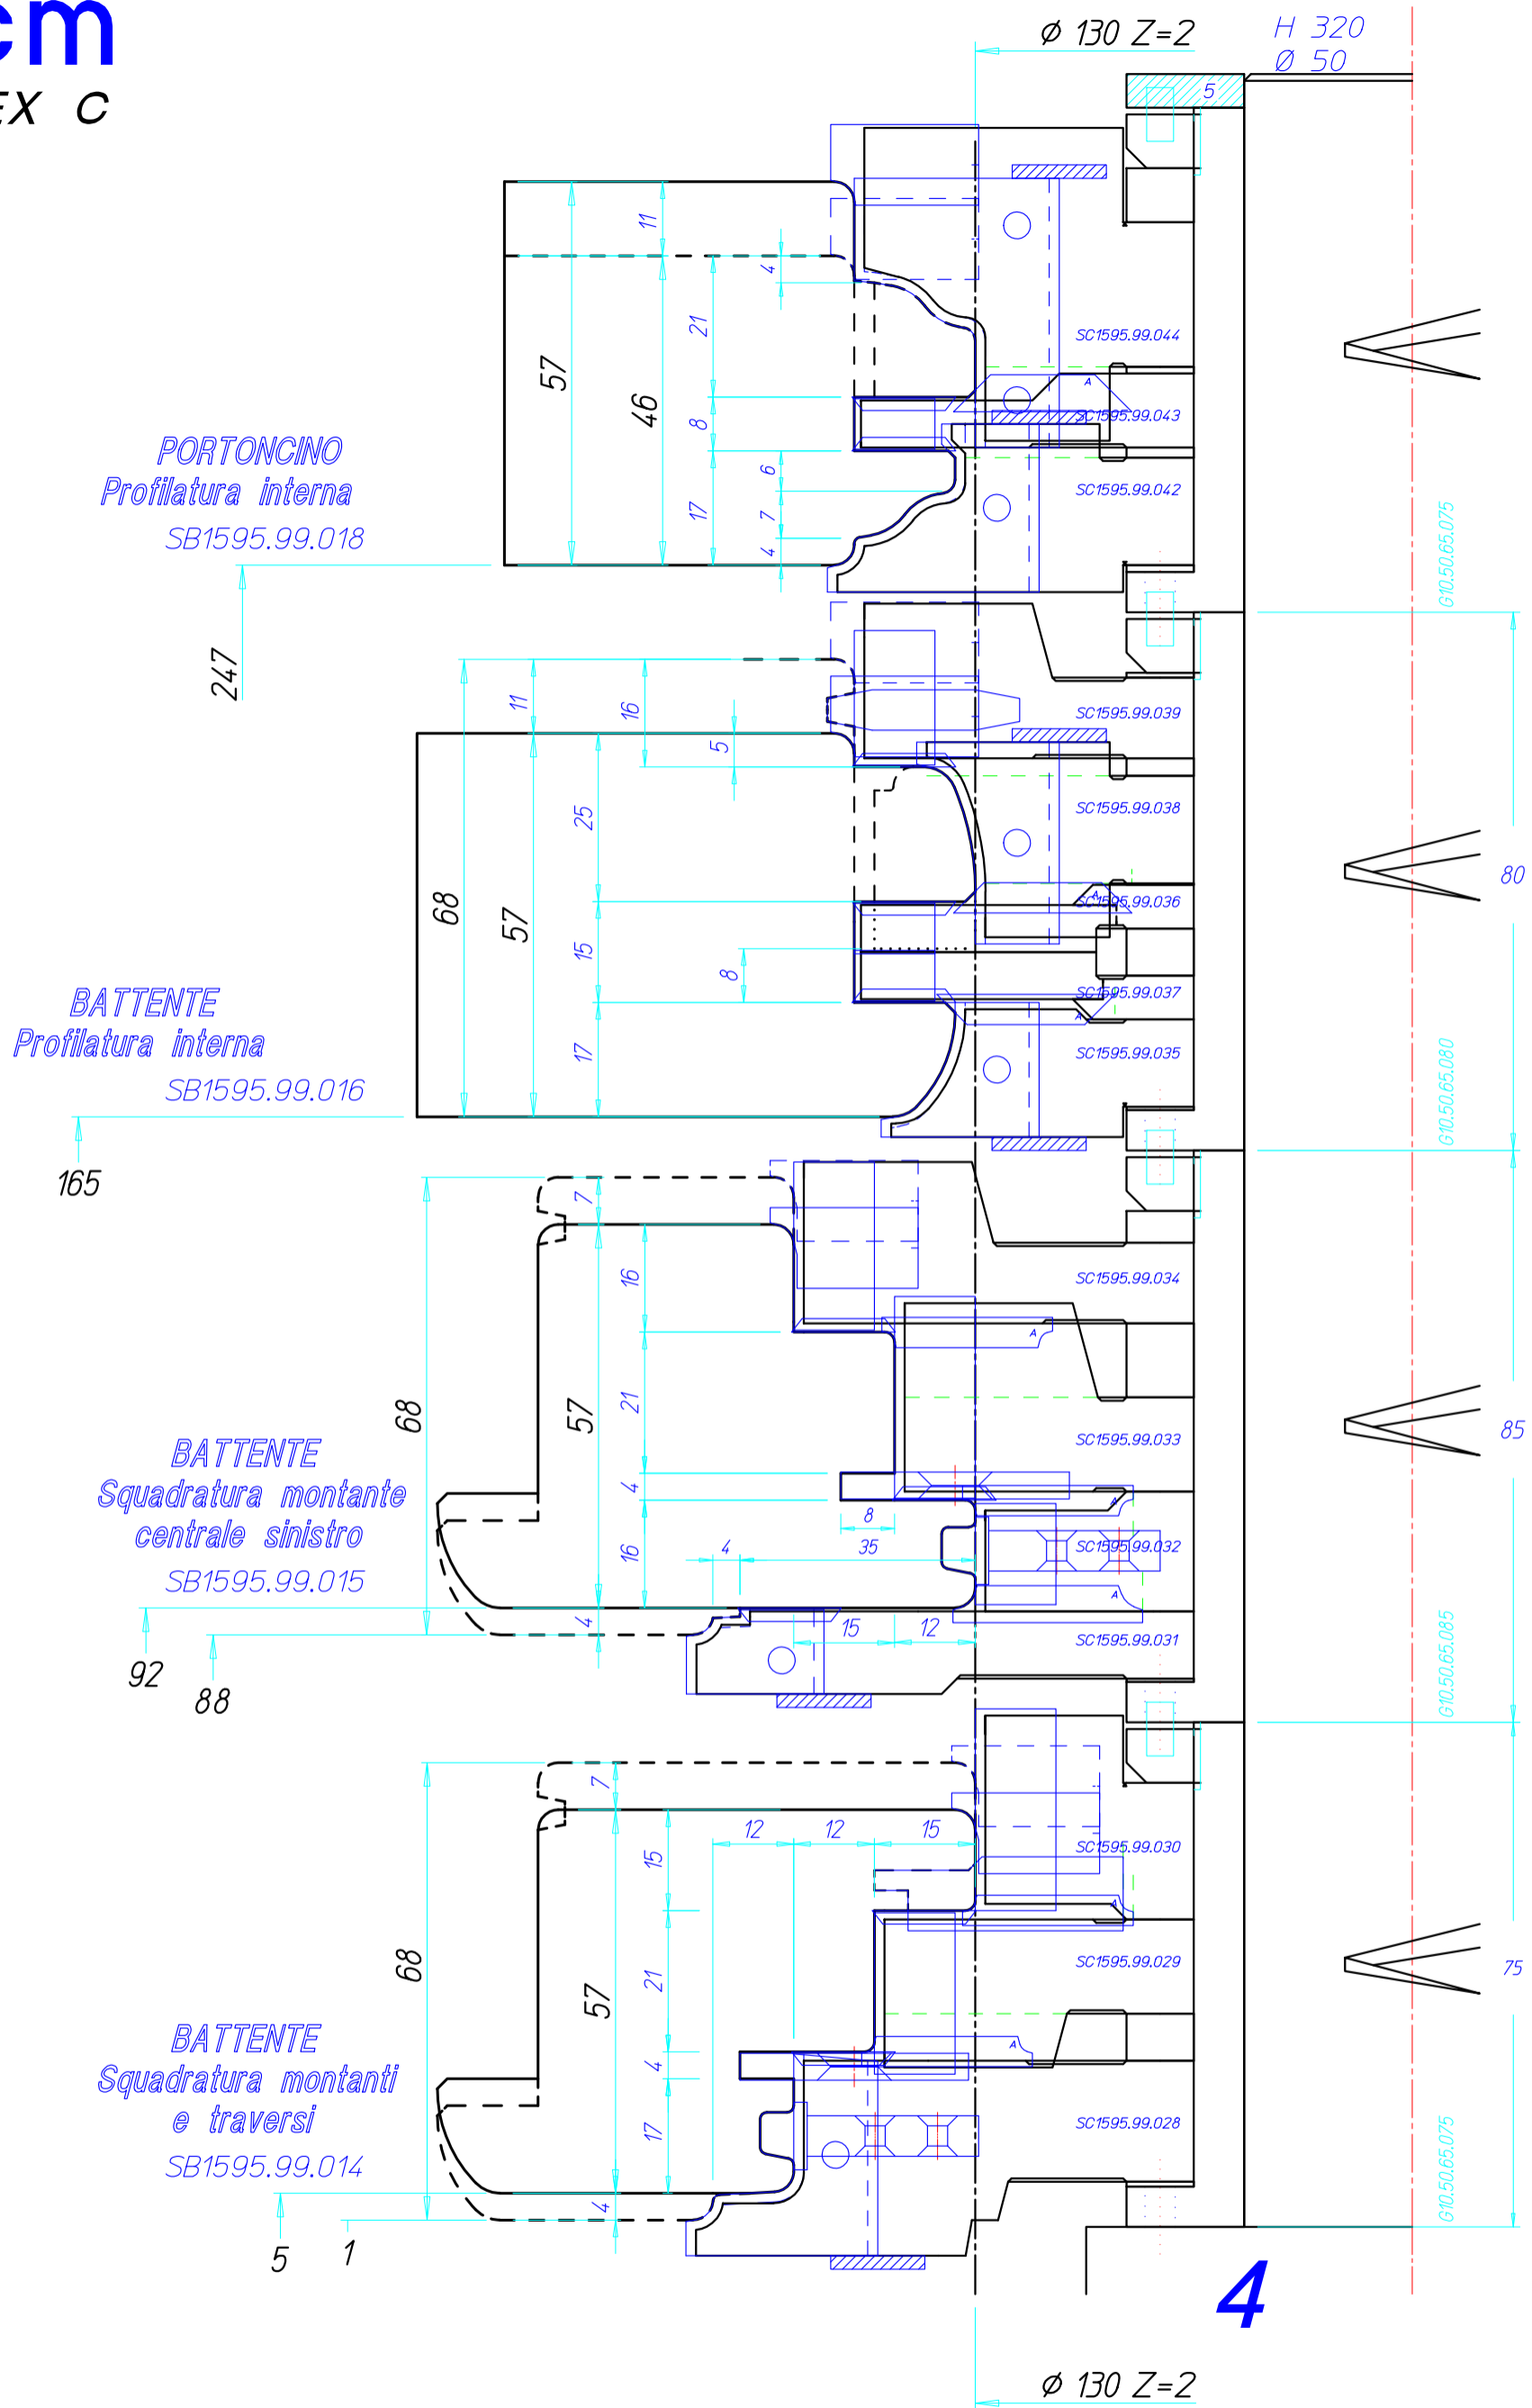 cm
EX C
Ø 130 Z=2
H 320
Ø 50
5
11
4
21
57
46
8
6
17
7
4
SC1595.99.044
SC1595.99.043
SC1595.99.042
PORTONCINO
Profilatura interna
SB1595.99.018
247
G10.50.65.075
11
16
5
25
68
57
15
8
17
SC1595.99.039
SC1595.99.038
A
SC1595.99.036
SC1595.99.037
A
SC1595.99.035
80
BATTENTE
Profilatura interna
SB1595.99.016
165
G10.50.65.080
7
16
68
57
21
4
8
4
35
16
4
15
12
SC1595.99.034
A
SC1595.99.033
A
SC1595.99.032
A
SC1595.99.031
85
BATTENTE
Squadratura montante
centrale sinistro
SB1595.99.015
92
88
G10.50.65.085
7
12
12
15
15
68
57
21
4
17
4
SC1595.99.030
A
SC1595.99.029
A
SC1595.99.028
75
BATTENTE
Squadratura montanti
e traversi
SB1595.99.014
5
1
G10.50.65.075
4
Ø 130 Z=2